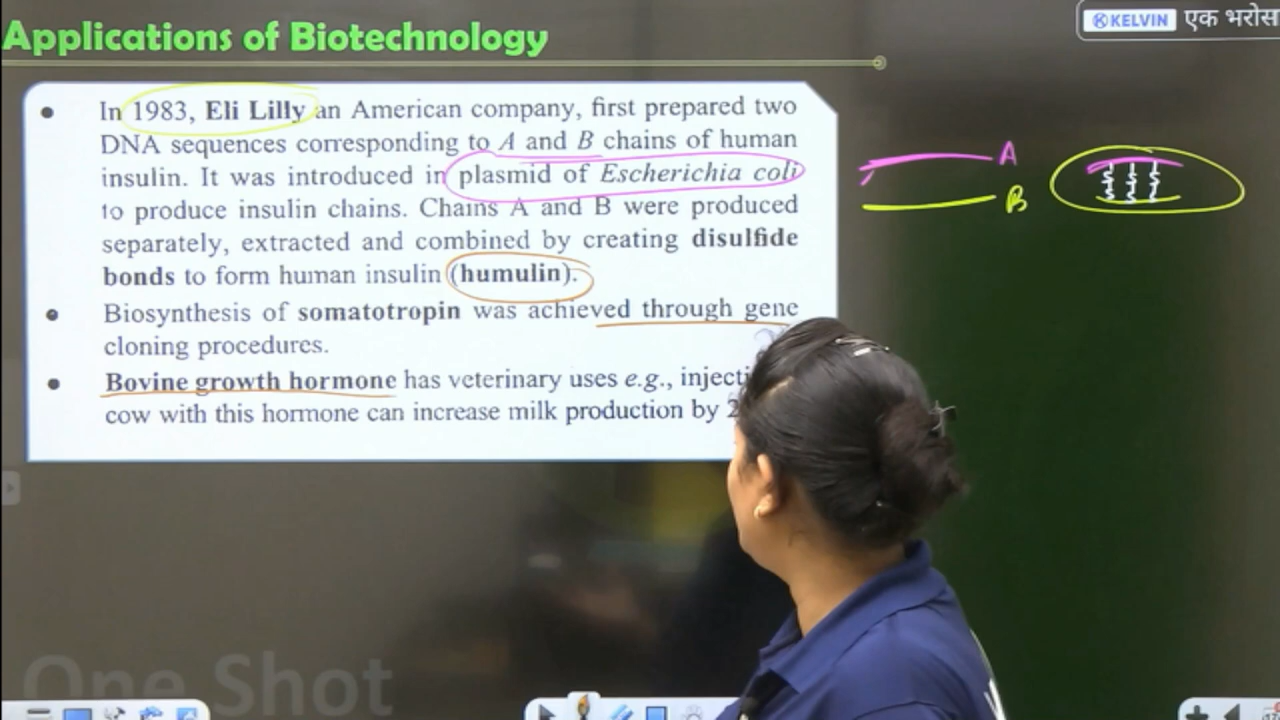 Applications of Biotechnology
KELVIN एक भरोस
In 1983, Eli Lilly an American company, first prepared two
DNA sequences corresponding to A and B chains of human
insulin. It was introduced in plasmid of Escherichia coli
to produce insulin chains. Chains A and B were produced
separately, extracted and combined by creating disulfide
bonds to form human insulin (humulin).
Biosynthesis of somatotropin was achieved through gene
cloning procedures.
Bovine growth hormone has veterinary uses e.g.,
cow with this hormone can increase milk production by
A
B
One Shot